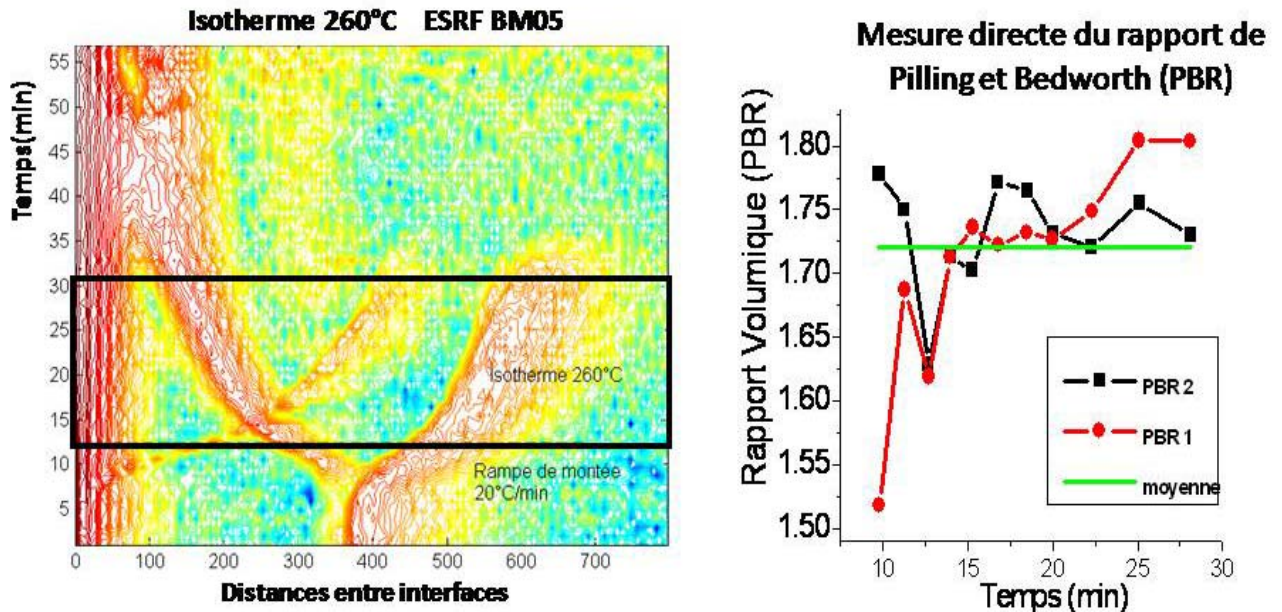 Isotherme 260°C ESRF BM05
Temps(min)
55
50
45
40
35
30
25
20
15
10
5
Isotherme 260°C
Rampe de montée
20°C/min
0 100 200 300 400 500 600 700
Distances entre interfaces
Mesure directe du rapport de
Pilling et Bedworth (PBR)
Rapport Volumique (PBR)
1.80
1.75
1.70
1.65
1.60
1.55
1.50
PBR 2
PBR 1
moyenne
10 15 20 25 30
Temps (min)